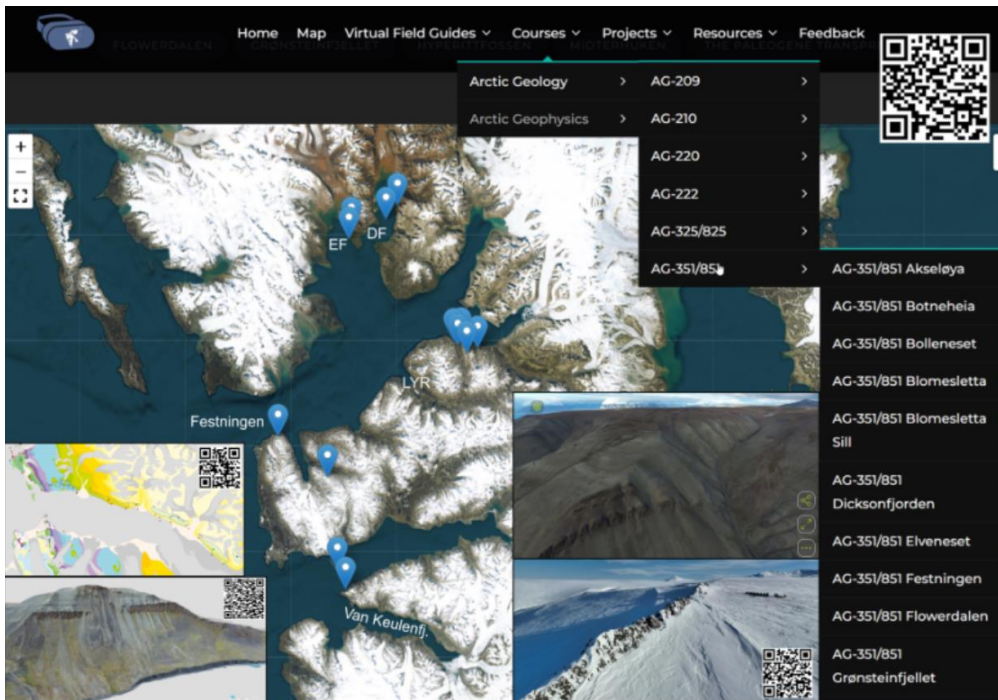 Home Map Virtual Field Guides Courses Projects Resources Feedback
FLOWERDALEN GRØNSTEINFJELLET HYPERITTFOSSEN MIDTERHUKEN THE PALEOGENE
Arctic Geology
Arctic Geophysics
AG-209
AG-210
AG-220
AG-222
AG-325/825
AG-351/851
AG-351/851 Akseløya
AG-351/851 Botneheia
AG-351/851 Bolleneset
AG-351/851 Blomesletta
AG-351/851 Blomesletta
Sill
AG-351/851
Dicksonfjorden
AG-351/851 Elveneset
AG-351/851 Festningen
AG-351/851 Flowerdalen
AG-351/851
Grønsteinfjellet
+
−
EF
DF
LYR
Festningen
Van Keulenfj.